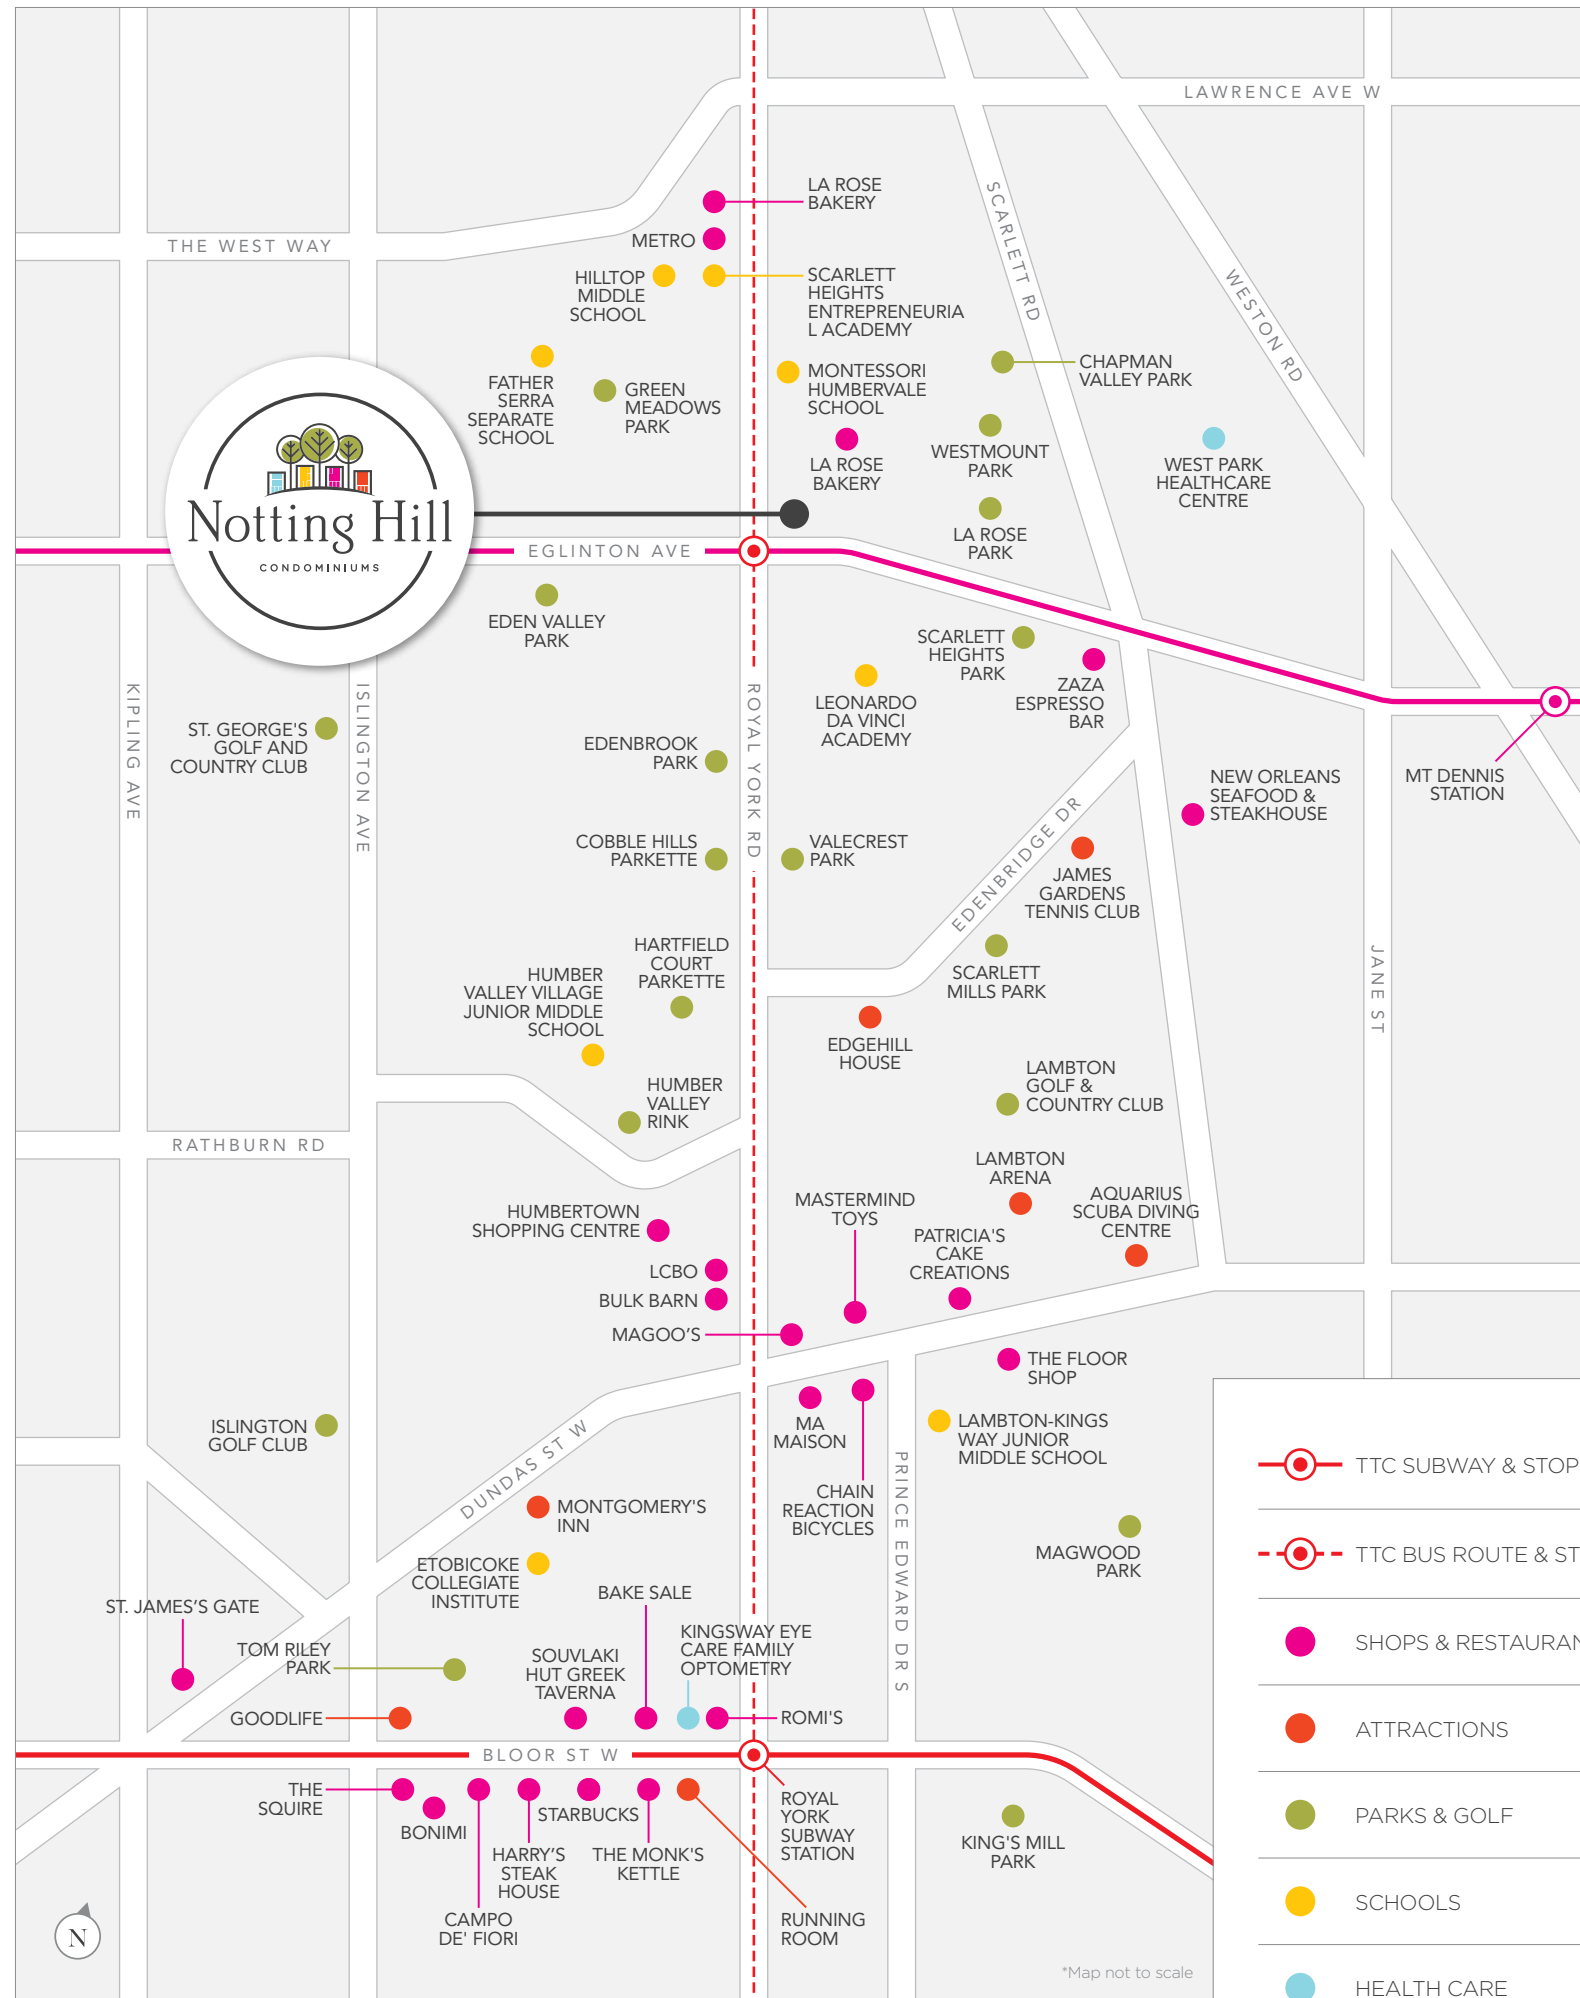 LAWRENCE AVE W
SCARLETT RD
WESTON RD
THE WEST WAY
LA ROSE
BAKERY
METRO
HILLTOP
MIDDLE
SCHOOL
SCARLETT
HEIGHTS
ENTREPRENEURIA
L ACADEMY
FATHER
SERRA
SEPARATE
SCHOOL
GREEN
MEADOWS
PARK
MONTESSORI
HUMBERVALE
SCHOOL
CHAPMAN
VALLEY PARK
LA ROSE
BAKERY
WESTMOUNT
PARK
WEST PARK
HEALTHCARE
CENTRE
LA ROSE
PARK
Notting Hill
CONDOMINIUMS
EGLINTON AVE
EDEN VALLEY
PARK
KIPLING AVE
ISLINGTON AVE
ROYAL YORK RD
ST. GEORGE'S
GOLF AND
COUNTRY CLUB
EDENBROOK
PARK
LEONARDO
DA VINCI
ACADEMY
SCARLETT
HEIGHTS
PARK
ZAZA
ESPRESSO
BAR
NEW ORLEANS
SEAFOOD &
STEAKHOUSE
MT DENNIS
STATION
COBBLE HILLS
PARKETTE
VALECREST
PARK
EDENBRIDGE DR
JAMES
GARDENS
TENNIS CLUB
SCARLETT
MILLS PARK
JANE ST
HARTFIELD
COURT
PARKETTE
HUMBER
VALLEY VILLAGE
JUNIOR MIDDLE
SCHOOL
EDGEHILL
HOUSE
HUMBER
VALLEY
RINK
LAMBTON
GOLF &
COUNTRY CLUB
RATHBURN RD
LAMBTON
ARENA
AQUARIUS
SCUBA DIVING
CENTRE
MASTERMIND
TOYS
PATRICIA'S
CAKE
CREATIONS
HUMBERTOWN
SHOPPING CENTRE
LCBO
BULK BARN
MAGOO'S
THE FLOOR
SHOP
MA
MAISON
CHAIN
REACTION
BICYCLES
LAMBTON-KINGS
WAY JUNIOR
MIDDLE SCHOOL
ISLINGTON
GOLF CLUB
DUNDAS ST W
PRINCE EDWARD DR S
MONTGOMERY'S
INN
ETOBICOKE
COLLEGIATE
INSTITUTE
MAGWOOD
PARK
ST. JAMES'S GATE
TOM RILEY
PARK
GOODLIFE
BAKE SALE
SOUVLAKI
HUT GREEK
TAVERNA
KINGSWAY EYE
CARE FAMILY
OPTOMETRY
ROMI'S
BLOOR ST W
THE
SQUIRE
BONIMI
CAMPO
DE' FIORI
HARRY'S
STEAK
HOUSE
STARBUCKS
THE MONK'S
KETTLE
ROYAL
YORK
SUBWAY
STATION
RUNNING
ROOM
KING'S MILL
PARK
N
*Map not to scale
TTC SUBWAY & STOP
TTC BUS ROUTE & ST
SHOPS & RESTAURAN
ATTRACTIONS
PARKS & GOLF
SCHOOLS
HEALTH CARE